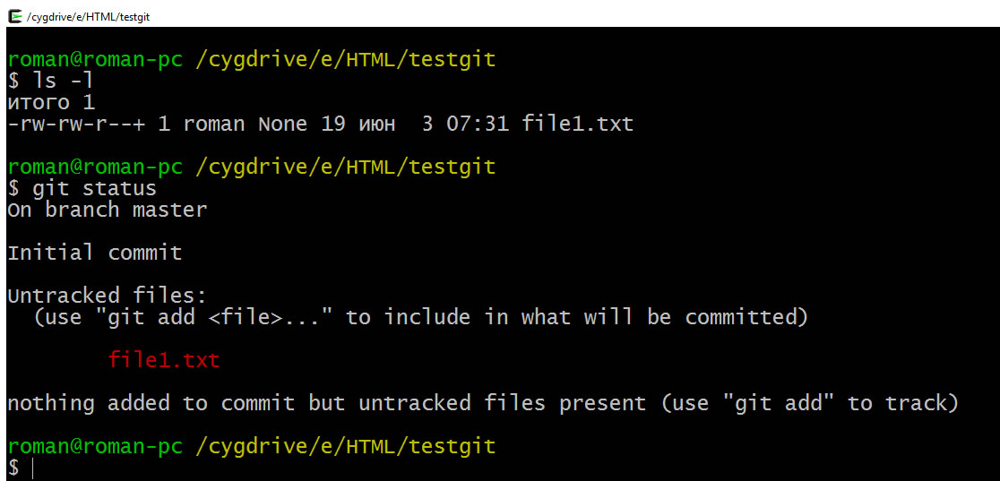 /cygdrive/e/HTML/testgit
roman@roman-pc /cygdrive/e/HTML/testgit
$ ls -l
итого 1
-rw-rw-r--+ 1 roman None 19 июн  3 07:31 file1.txt
roman@roman-pc /cygdrive/e/HTML/testgit
$ git status
On branch master
Initial commit
Untracked files:
  (use "git add <file>..." to include in what will be committed)
        file1.txt
nothing added to commit but untracked files present (use "git add" to track)
roman@roman-pc /cygdrive/e/HTML/testgit
$